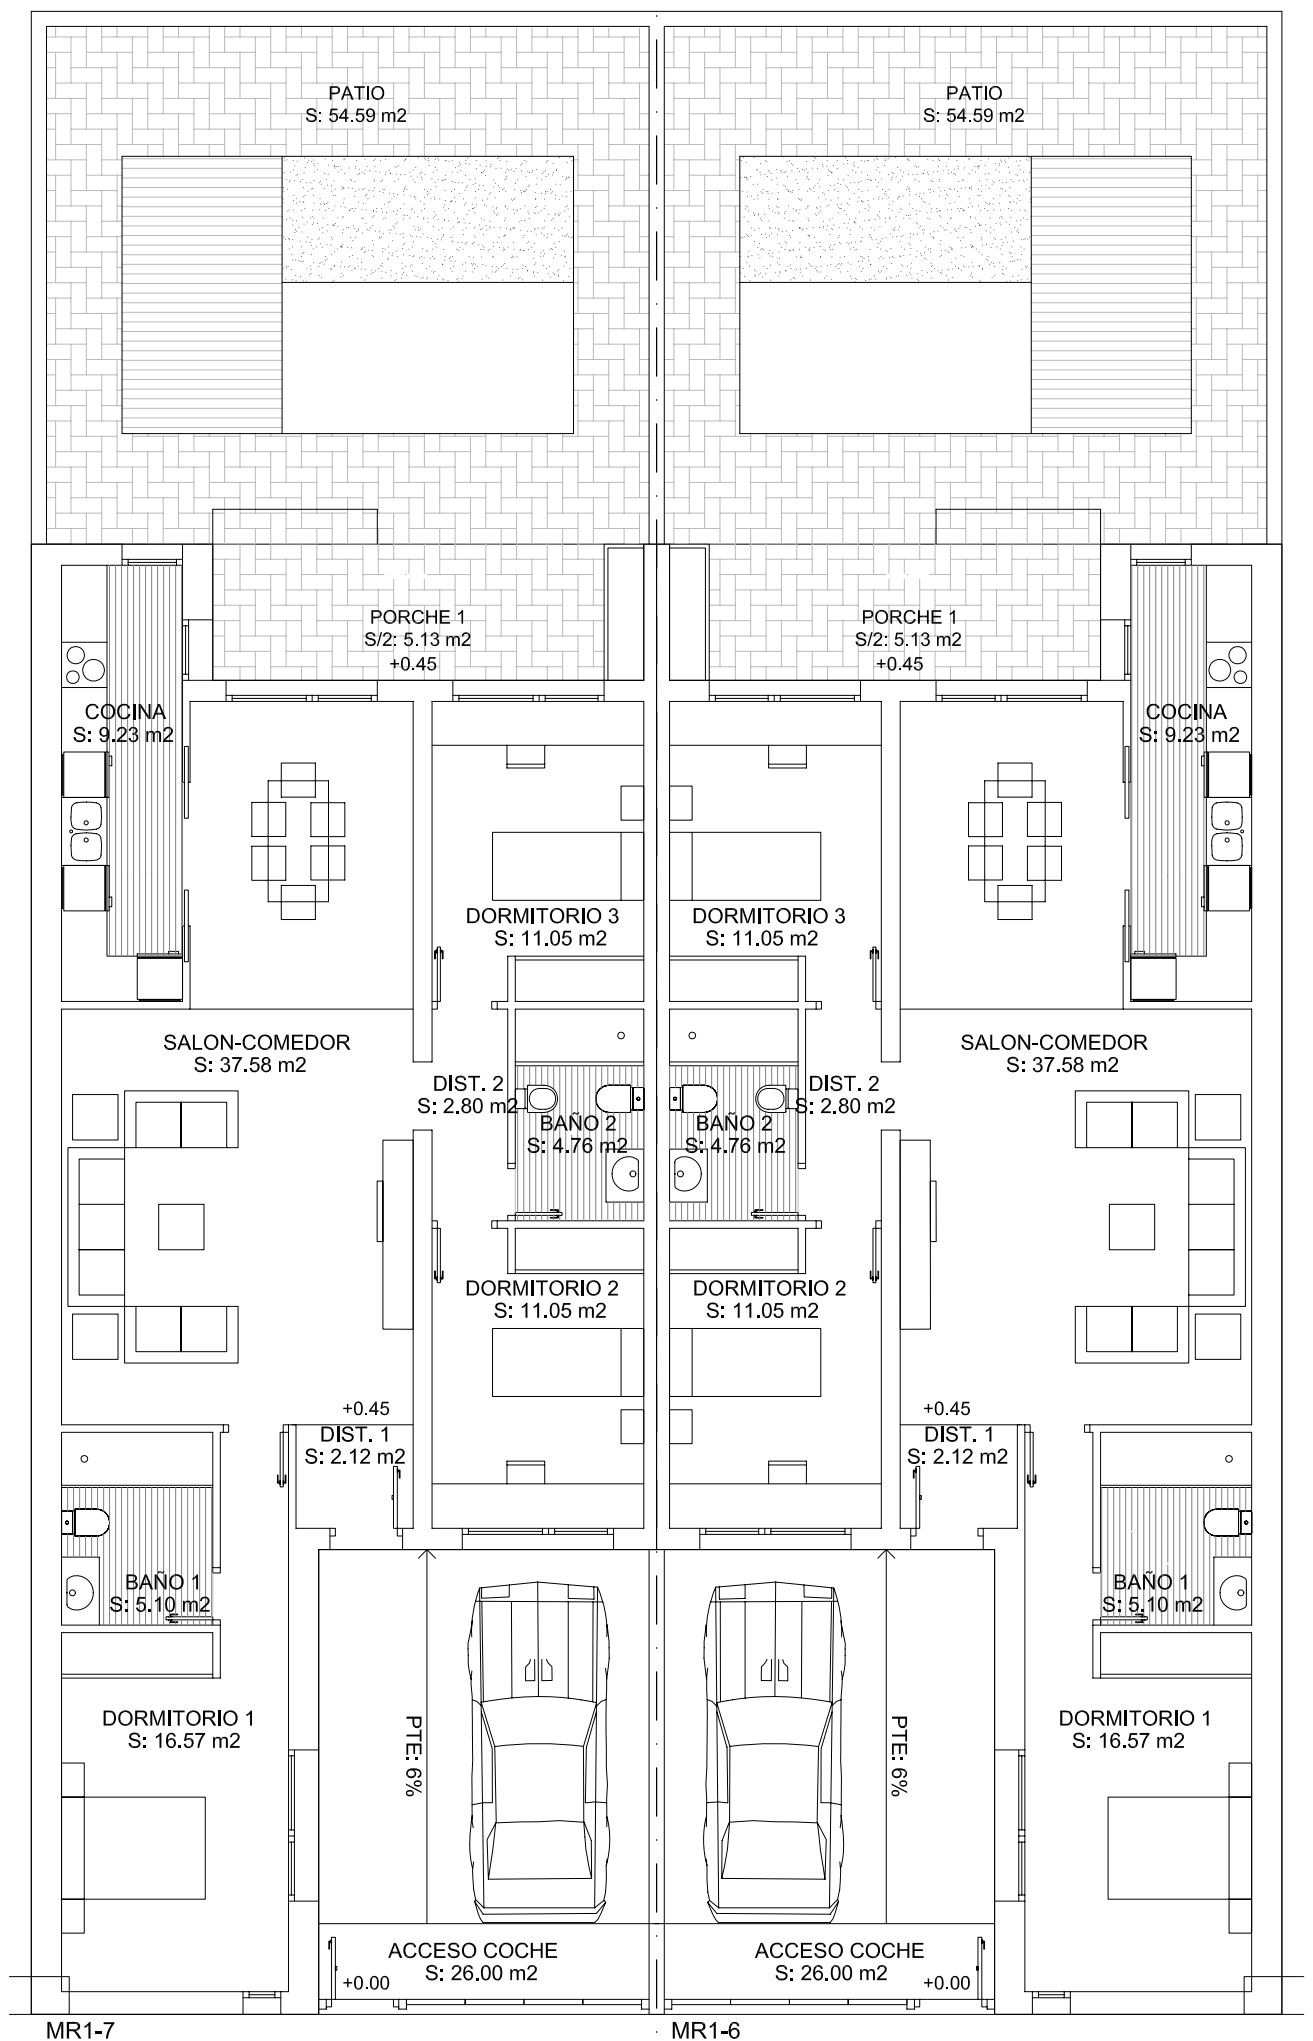 PATIO
S: 54.59 m2
PATIO
S: 54.59 m2
PORCHE 1
S/2: 5.13 m2
+0.45
PORCHE 1
S/2: 5.13 m2
+0.45
COCINA
S: 9.23 m2
COCINA
S: 9.23 m2
DORMITORIO 3
S: 11.05 m2
DORMITORIO 3
S: 11.05 m2
SALON-COMEDOR
S: 37.58 m2
SALON-COMEDOR
S: 37.58 m2
DIST. 2
S: 2.80 m2
BAÑO 2
S: 4.76 m2
BAÑO 2
S: 4.76 m2
DIST. 2
S: 2.80 m2
DORMITORIO 2
S: 11.05 m2
DORMITORIO 2
S: 11.05 m2
+0.45
DIST. 1
S: 2.12 m2
+0.45
DIST. 1
S: 2.12 m2
BAÑO 1
S: 5.10 m2
BAÑO 1
S: 5.10 m2
DORMITORIO 1
S: 16.57 m2
PTE: 6%
PTE: 6%
DORMITORIO 1
S: 16.57 m2
ACCESO COCHE
S: 26.00 m2
+0.00
ACCESO COCHE
S: 26.00 m2
+0.00
MR1-7
MR1-6